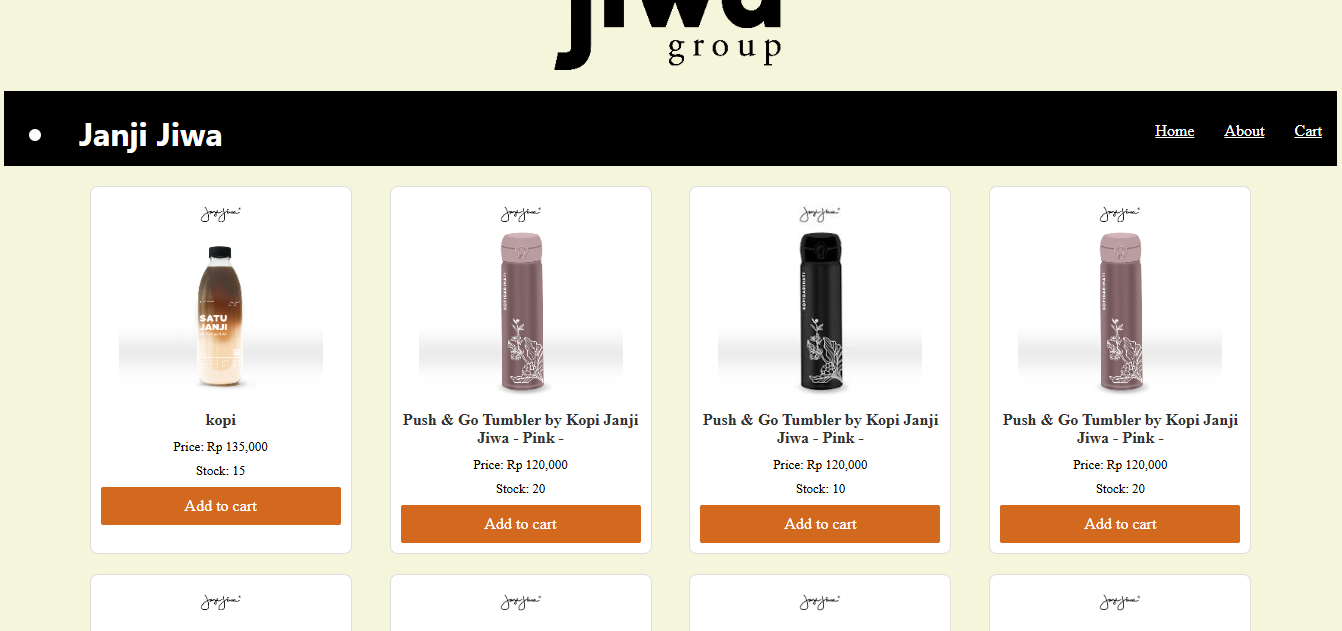 jiwa
group
Janji Jiwa
Home About Cart
Janji Jiwa
SATU
JANJI
kopi
Price: Rp 135,000
Stock: 15
Add to cart
Janji Jiwa
KOPIDARIHATI
Push & Go Tumbler by Kopi Janji
Jiwa - Pink -
Price: Rp 120,000
Stock: 20
Add to cart
Janji Jiwa
KOPIDARIHATI
Push & Go Tumbler by Kopi Janji
Jiwa - Pink -
Price: Rp 120,000
Stock: 10
Add to cart
Janji Jiwa
KOPIDARIHATI
Push & Go Tumbler by Kopi Janji
Jiwa - Pink -
Price: Rp 120,000
Stock: 20
Add to cart
Janji Jiwa
Janji Jiwa
Janji Jiwa
Janji Jiwa